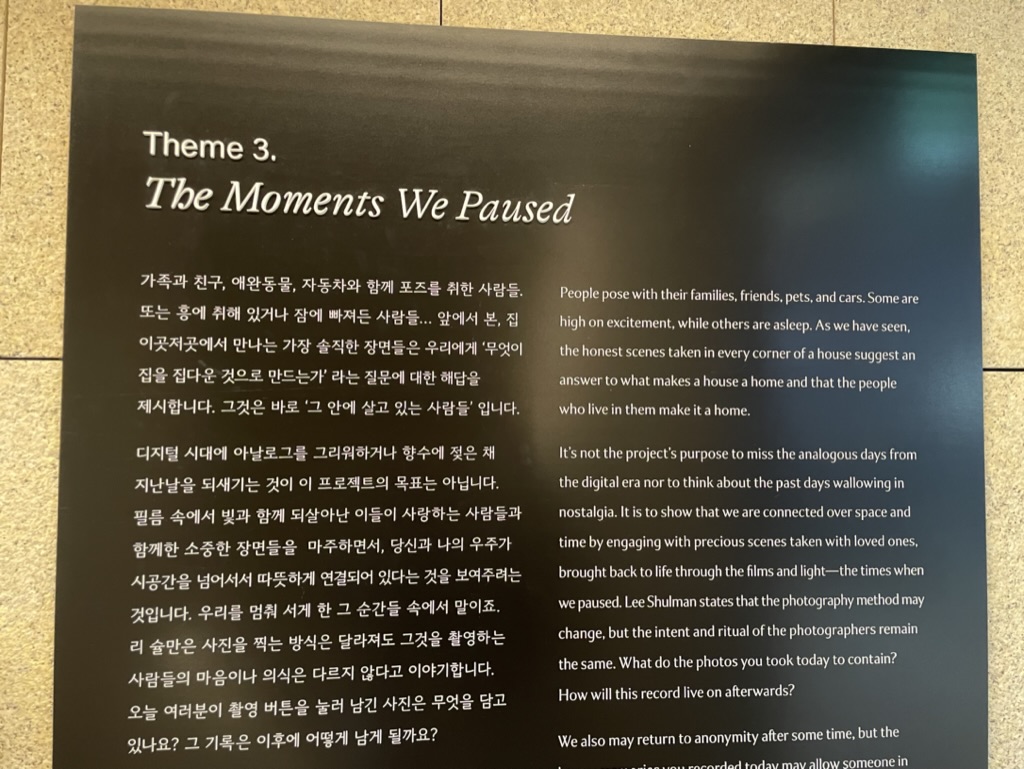 Theme 3.
The Moments We Paused
가족과 친구, 애완동물, 자동차와 함께 포즈를 취한 사람들.
또는 흥에 취해 있거나 잠에 빠져든 사람들... 앞에서 본, 집
이곳저곳에서 만나는 가장 솔직한 장면들은 우리에게 ‘무엇이
집을 집다운 것으로 만드는가’ 라는 질문에 대한 해답을
제시합니다. 그것은 바로 ‘그 안에 살고 있는 사람들’ 입니다.
디지털 시대에 아날로그를 그리워하거나 향수에 젖은 채
지난날을 되새기는 것이 이 프로젝트의 목표는 아닙니다.
필름 속에서 빛과 함께 되살아난 이들이 사랑하는 사람들과
함께한 소중한 장면들을 마주하면서, 당신과 나의 우주가
시공간을 넘어서서 따뜻하게 연결되어 있다는 것을 보여주려는
것입니다. 우리를 멈춰 서게 한 그 순간들 속에서 말이죠.
리 슐만은 사진을 찍는 방식은 달라져도 그것을 촬영하는
사람들의 마음이나 의식은 다르지 않다고 이야기합니다.
오늘 여러분이 촬영 버튼을 눌러 남긴 사진은 무엇을 담고
있나요? 그 기록은 이후에 어떻게 남게 될까요?
People pose with their families, friends, pets, and cars. Some are
high on excitement, while others are asleep. As we have seen,
the honest scenes taken in every corner of a house suggest an
answer to what makes a house a home and that the people
who live in them make it a home.
It’s not the project’s purpose to miss the analogous days from
the digital era nor to think about the past days wallowing in
nostalgia. It is to show that we are connected over space and
time by engaging with precious scenes taken with loved ones,
brought back to life through the films and light—the times when
we paused. Lee Shulman states that the photography method may
change, but the intent and ritual of the photographers remain
the same. What do the photos you took today to contain?
How will this record live on afterwards?
We also may return to anonymity after some time, but the
you recorded today may allow someone in